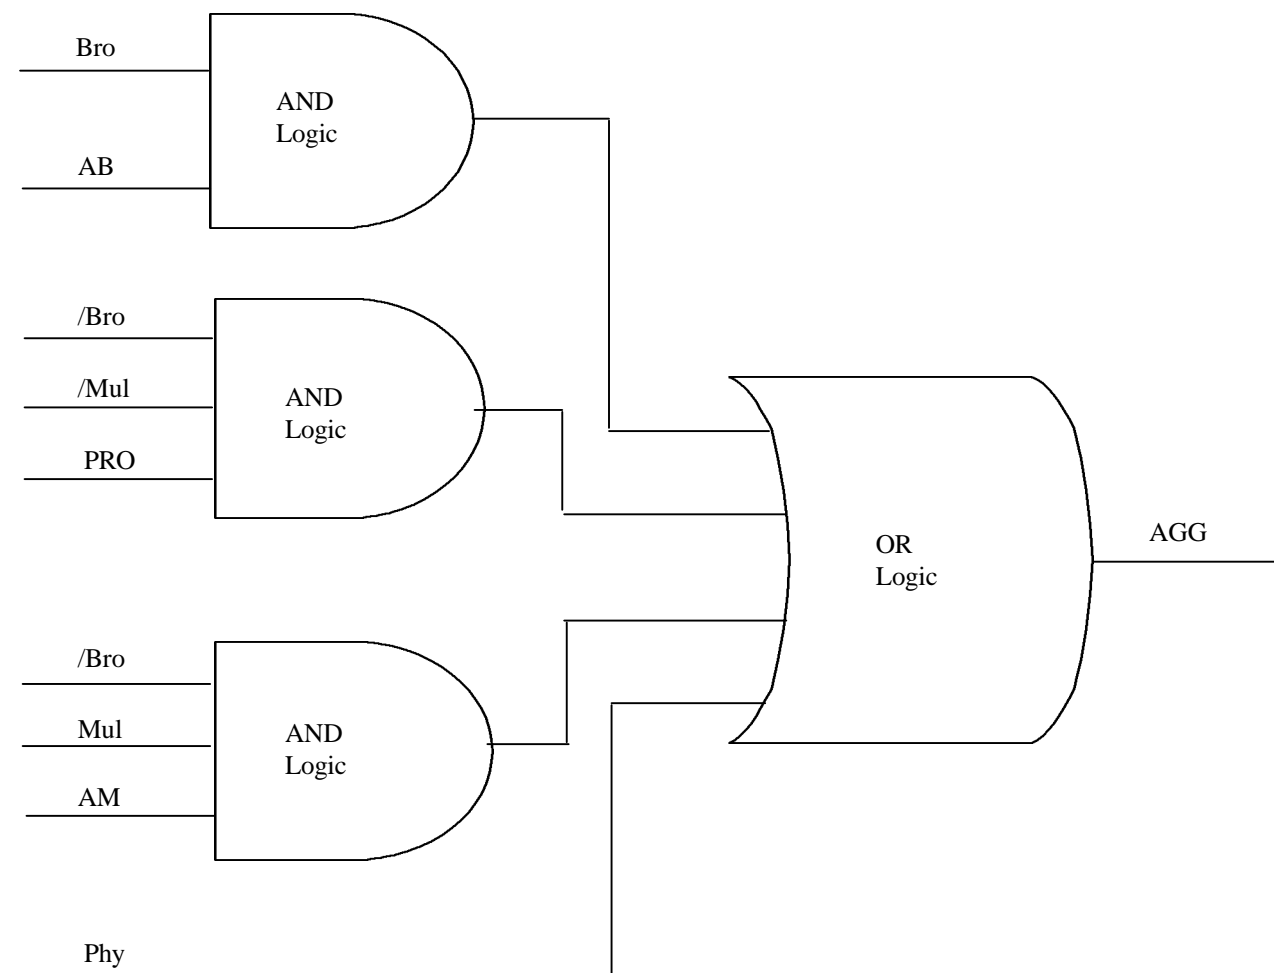 Bro
AND
Logic
AB
/Bro
/Mul
AND
Logic
PRO
OR
Logic
AGG
/Bro
Mul
AND
Logic
AM
Phy